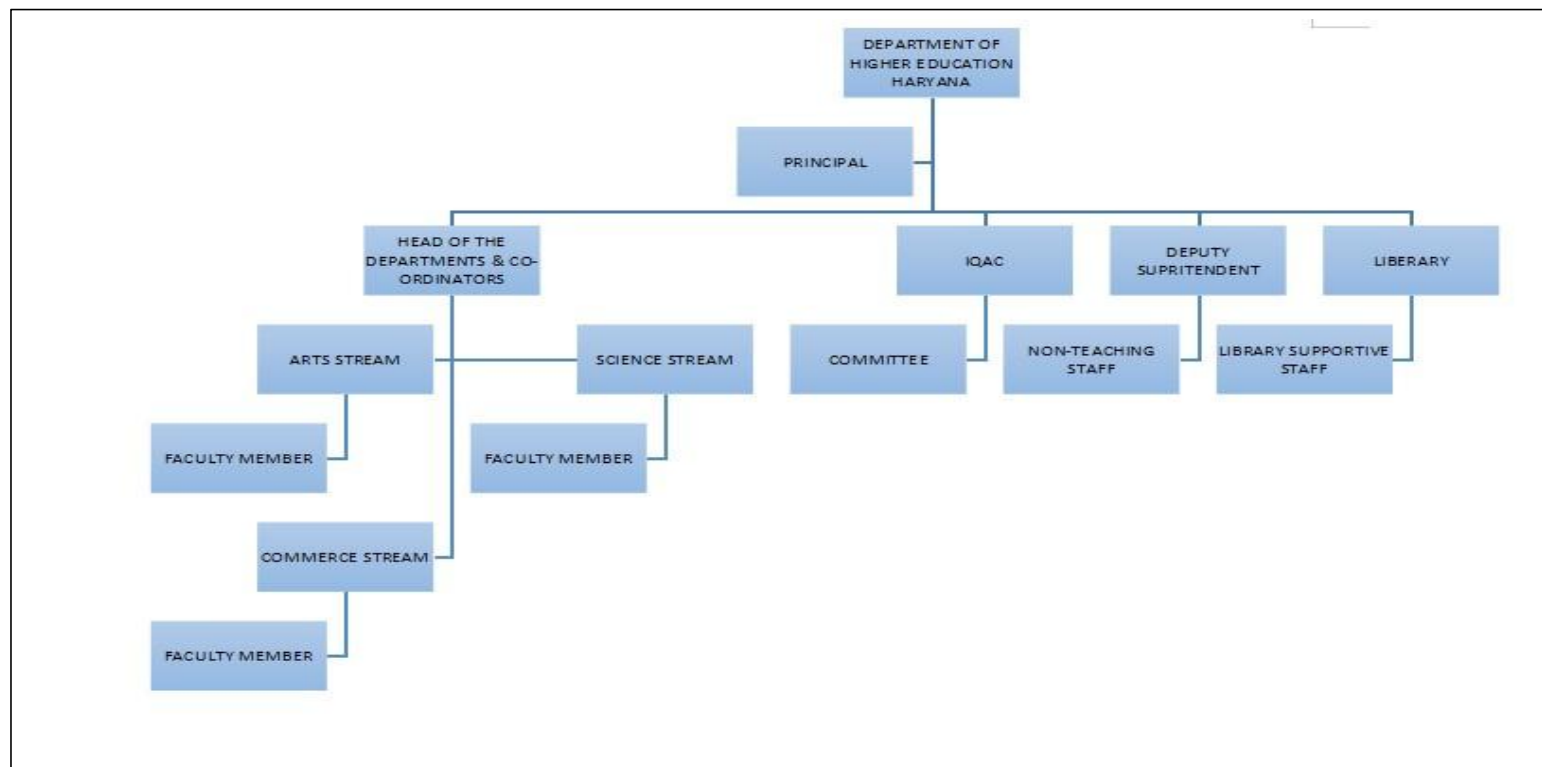 DEPARTMENT OF
HIGHER EDUCATION
HARYANA
PRINCIPAL
HEAD OF THE
DEPARTMENTS & CO-
ORDINATORS
IQAC
DEPUTY
SUPRITENDENT
LIBERARY
ARTS STREAM
SCIENCE STREAM
COMMITTEE
NON-TEACHING
STAFF
LIBRARY SUPPORTIVE
STAFF
FACULTY MEMBER
FACULTY MEMBER
COMMERCE STREAM
FACULTY MEMBER